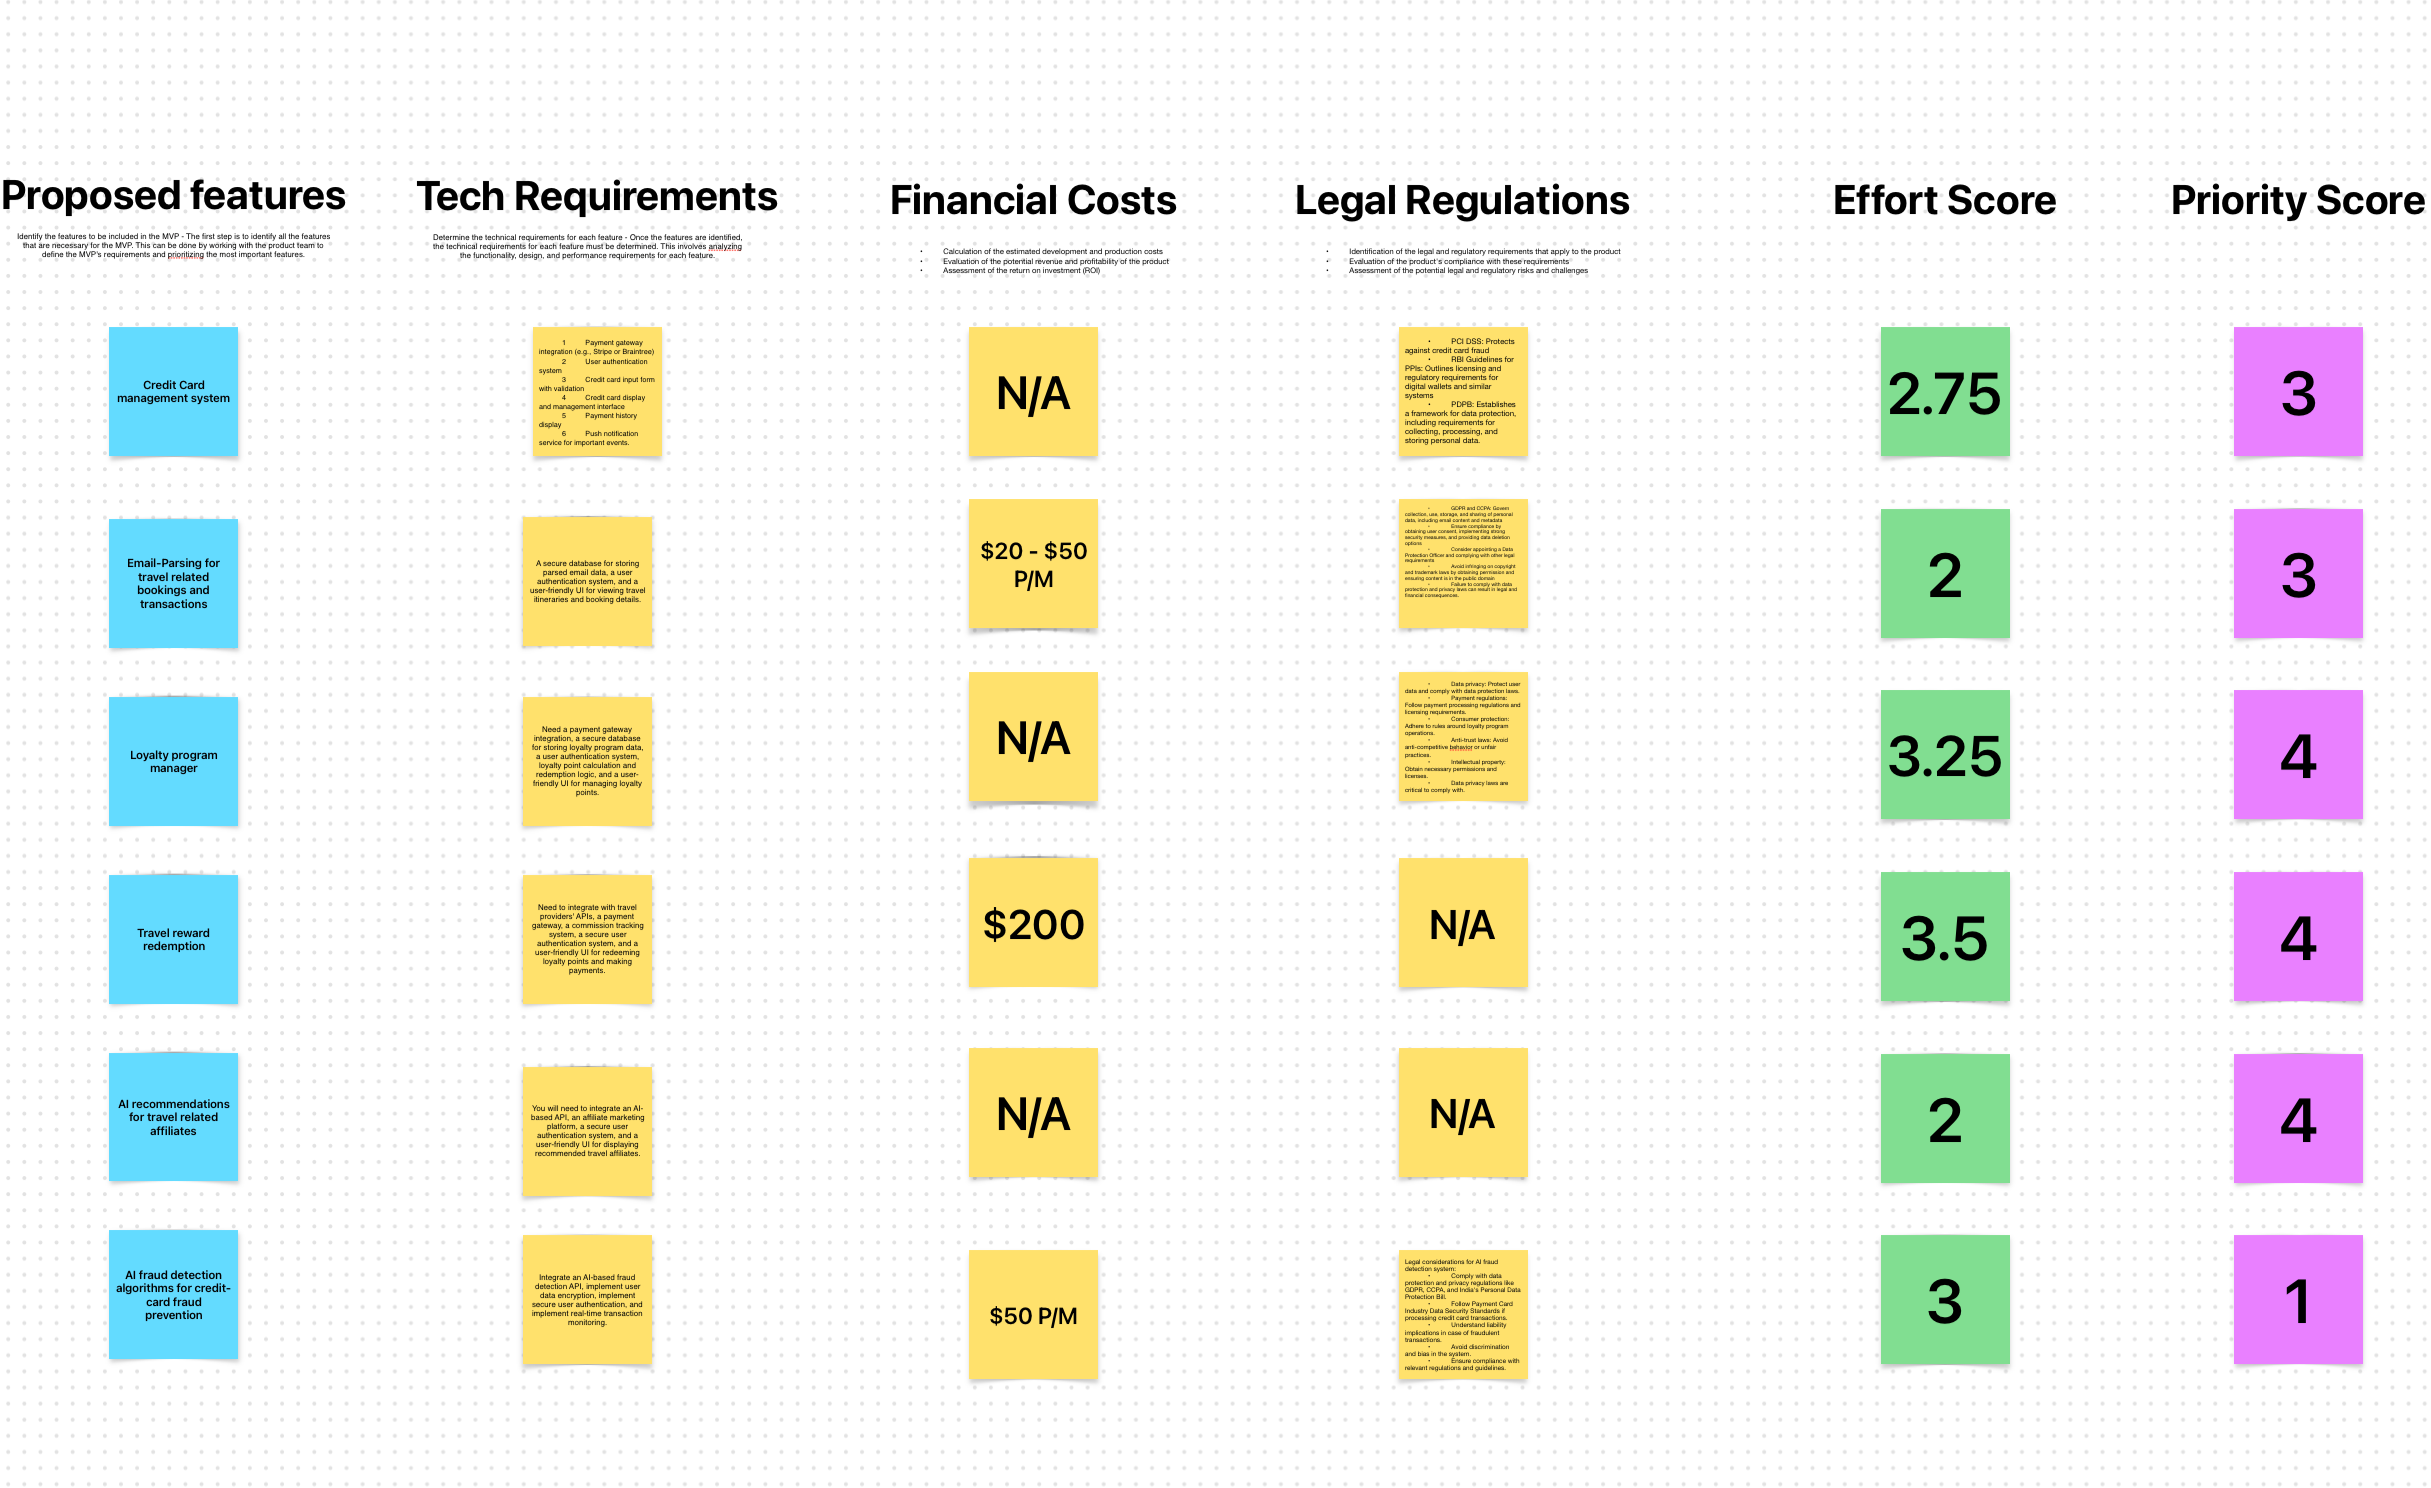 Proposed features
Identify the features to be included in the MVP - The first step is to identify all the features
that are necessary for the MVP. This can be done by working with the product team to
define the MVP's requirements and prioritizing the most important features.
Tech Requirements
Determine the technical requirements for each feature - Once the features are identified,
the technical requirements for each feature must be determined. This involves analyzing
the functionality, design, and performance requirements for each feature.
Financial Costs
• Calculation of the estimated development and production costs
• Evaluation of the potential revenue and profitability of the product
• Assessment of the return on investment (ROI)
Legal Regulations
• Identification of the legal and regulatory requirements that apply to the product
• Evaluation of the product's compliance with these requirements
• Assessment of the potential legal and regulatory risks and challenges
Effort Score
Priority Score
Credit Card
management system
1 Payment gateway
integration (e.g., Stripe or Braintree)
2 User authentication
system
3 Credit card input form
with validation
4 Credit card display
and management interface
5 Payment history
display
6 Push notification
service for important events.
N/A
• PCI DSS: Protects
against credit card fraud
• RBI Guidelines for
PPIs: Outlines licensing and
regulatory requirements for
digital wallets and similar
systems
• PDPB: Establishes
a framework for data protection,
including requirements for
collecting, processing, and
storing personal data.
2.75
3
Email-Parsing for
travel related
bookings and
transactions
A secure database for storing
parsed email data, a user
authentication system, and a
user-friendly UI for viewing travel
itineraries and booking details.
$20 - $50
P/M
• GDPR and CCPA: Govern
collection, use, storage, and sharing of personal
data, including email content and metadata
• Ensure compliance by
obtaining user consent, implementing strong
security measures, and providing data deletion
options
• Consider appointing a Data
Protection Officer and complying with other legal
requirements
• Avoid infringing on copyright
and trademark laws by obtaining permission and
ensuring content is in the public domain
• Failure to comply with data
protection and privacy laws can result in legal and
financial consequences.
2
3
Loyalty program
manager
Need a payment gateway
integration, a secure database
for storing loyalty program data,
a user authentication system,
loyalty point calculation and
redemption logic, and a user-
friendly UI for managing loyalty
points.
N/A
• Data privacy: Protect user
data and comply with data protection laws.
• Payment regulations:
Follow payment processing regulations and
licensing requirements.
• Consumer protection:
Adhere to rules around loyalty program
operations.
• Anti-trust laws: Avoid
anti-competitive behavior or unfair
practices.
• Intellectual property:
Obtain necessary permissions and
licenses.
• Data privacy laws are
critical to comply with.
3.25
4
Travel reward
redemption
Need to integrate with travel
providers' APIs, a payment
gateway, a commission tracking
system, a secure user
authentication system, and a
user-friendly UI for redeeming
loyalty points and making
payments.
$200
N/A
3.5
4
AI recommendations
for travel related
affiliates
You will need to integrate an AI-
based API, an affiliate marketing
platform, a secure user
authentication system, and a
user-friendly UI for displaying
recommended travel affiliates.
N/A
N/A
2
4
AI fraud detection
algorithms for credit-
card fraud
prevention
Integrate an AI-based fraud
detection API, implement user
data encryption, implement
secure user authentication, and
implement real-time transaction
monitoring.
$50 P/M
Legal considerations for AI fraud
detection system:
• Comply with data
protection and privacy regulations like
GDPR, CCPA, and India's Personal Data
Protection Bill.
• Follow Payment Card
Industry Data Security Standards if
processing credit card transactions.
• Understand liability
implications in case of fraudulent
transactions.
• Avoid discrimination
and bias in the system.
• Ensure compliance with
relevant regulations and guidelines.
3
1